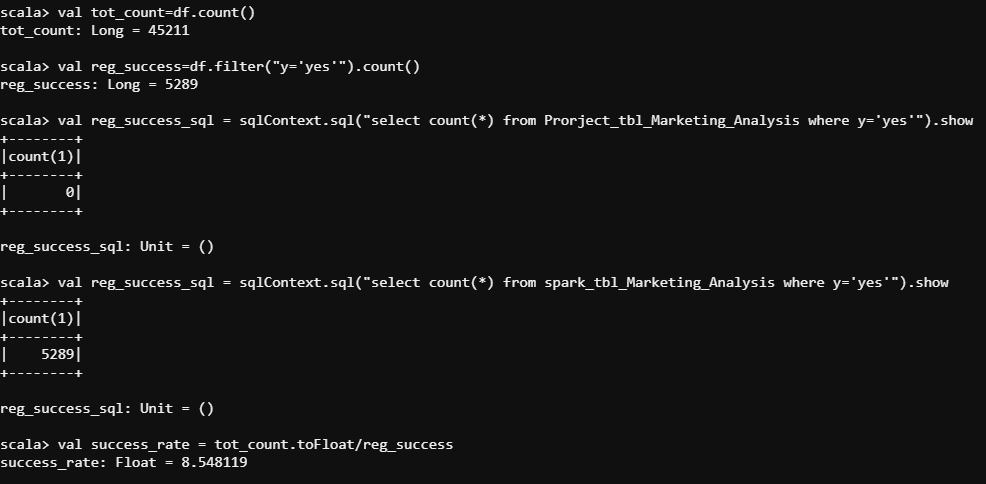 scala> val tot_count=df.count()
tot_count: Long = 45211
scala> val reg_success=df.filter("y='yes'").count()
reg_success: Long = 5289
scala> val reg_success_sql = sqlContext.sql("select count(*) from Prorject_tbl_Marketing_Analysis where y='yes'").show
+--------+
|count(1)|
+--------+
|       0|
+--------+
reg_success_sql: Unit = ()
scala> val reg_success_sql = sqlContext.sql("select count(*) from spark_tbl_Marketing_Analysis where y='yes'").show
+--------+
|count(1)|
+--------+
|    5289|
+--------+
reg_success_sql: Unit = ()
scala> val success_rate = tot_count.toFloat/reg_success
success_rate: Float = 8.548119